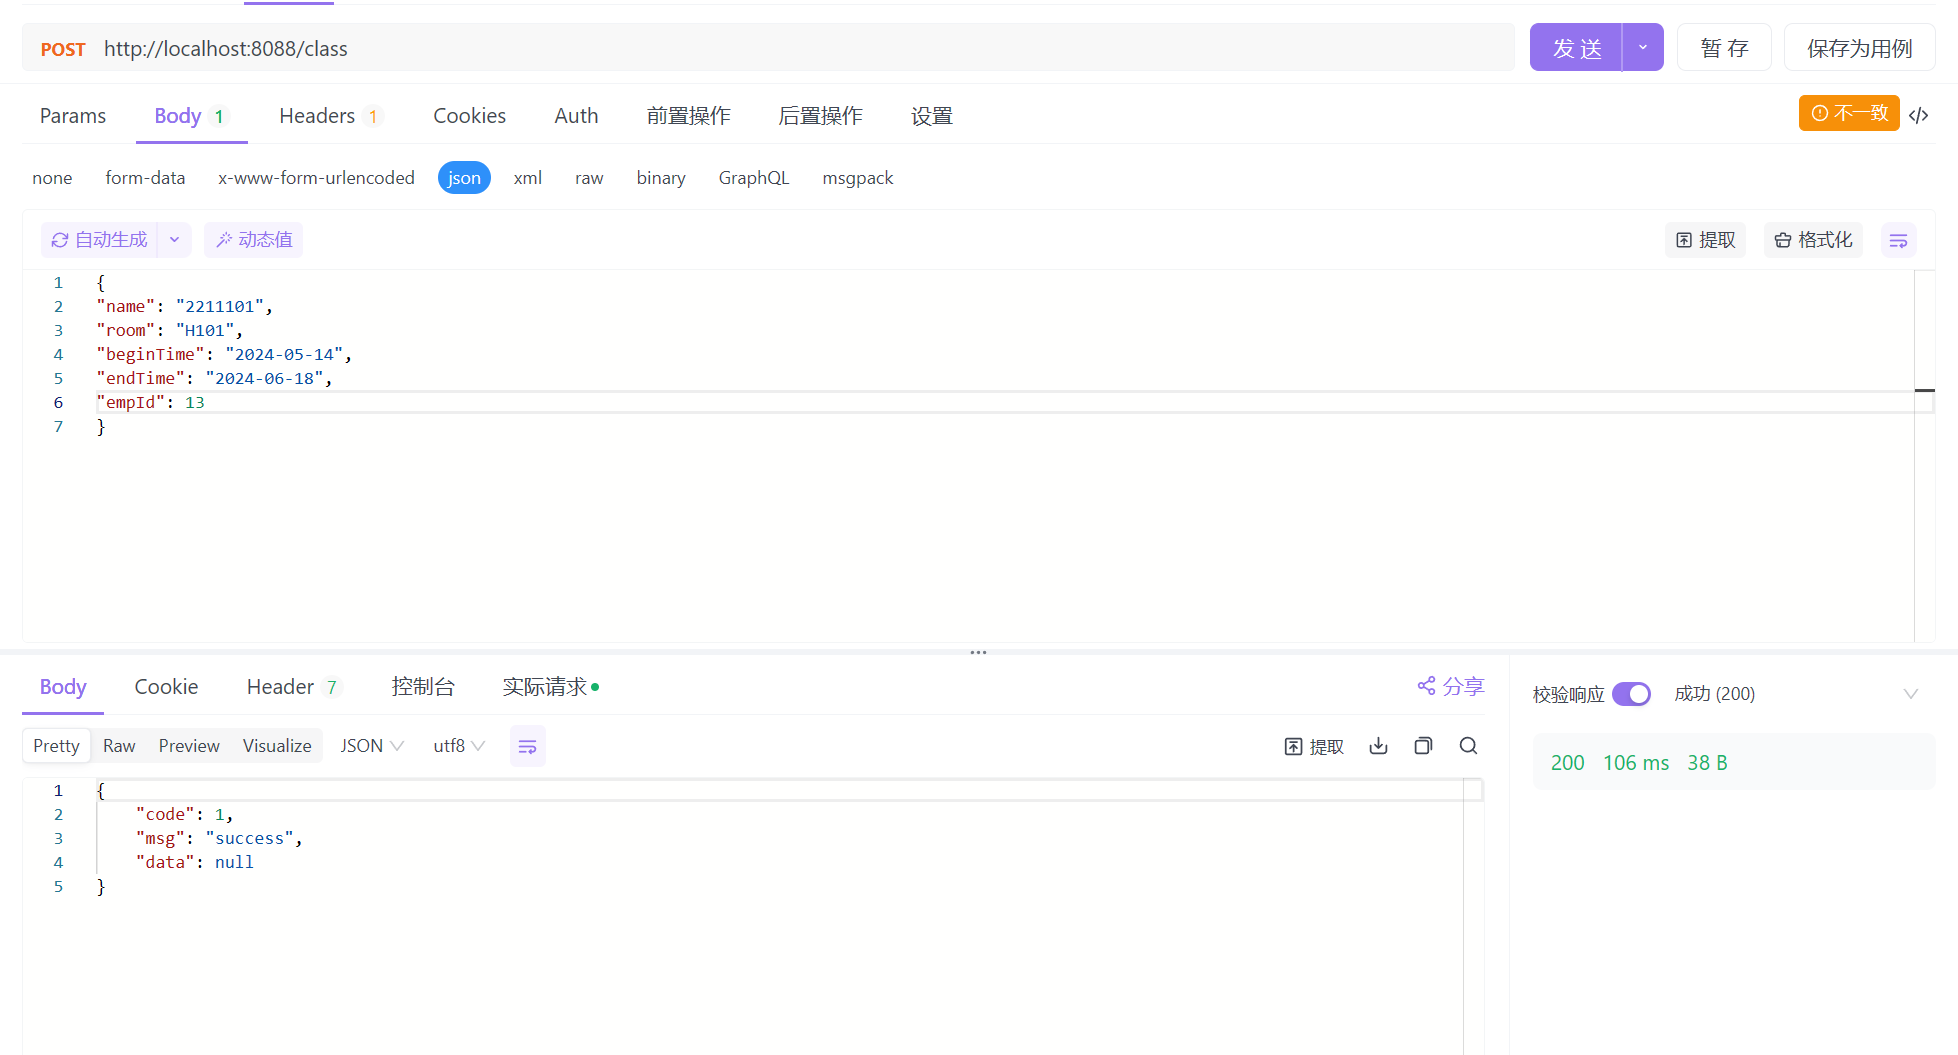 POST http://localhost:8088/class 发 送 暂 存 保存为用例
Params Body 1 Headers 1 Cookies Auth 前置操作 后置操作 设置 不一致 </>
none form-data x-www-form-urlencoded json xml raw binary GraphQL msgpack
自动生成 动态值 提取 格式化
1 {
2 "name": "2211101",
3 "room": "H101",
4 "beginTime": "2024-05-14",
5 "endTime": "2024-06-18",
6 "empId": 13
7 }
Body Cookie Header 7 控制台 实际请求 分享 校验响应 成功 (200)
Pretty Raw Preview Visualize JSON utf8 提取
200 106 ms 38 B
1 {
2 "code": 1,
3 "msg": "success",
4 "data": null
5 }